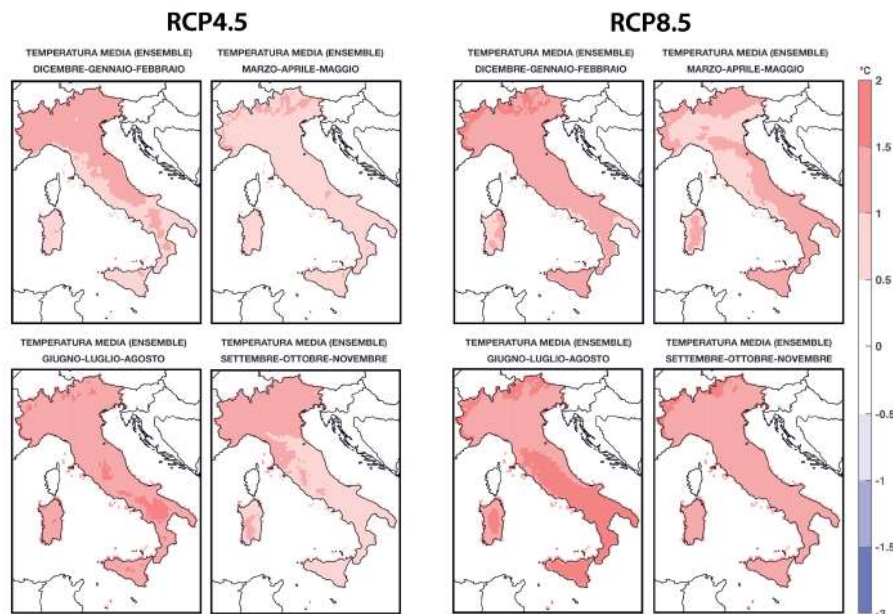 RCP4.5
RCP8.5
TEMPERATURA MEDIA (ENSEMBLE)
DICEMBRE-GENNAIO-FEBBRAIO
TEMPERATURA MEDIA (ENSEMBLE)
MARZO-APRILE-MAGGIO
TEMPERATURA MEDIA (ENSEMBLE)
DICEMBRE-GENNAIO-FEBBRAIO
TEMPERATURA MEDIA (ENSEMBLE)
MARZO-APRILE-MAGGIO
TEMPERATURA MEDIA (ENSEMBLE)
GIUGNO-LUGLIO-AGOSTO
TEMPERATURA MEDIA (ENSEMBLE)
SETTEMBRE-OTTOBRE-NOVEMBRE
TEMPERATURA MEDIA (ENSEMBLE)
GIUGNO-LUGLIO-AGOSTO
TEMPERATURA MEDIA (ENSEMBLE)
SETTEMBRE-OTTOBRE-NOVEMBRE
°C
2
1.5
1
0.5
0
-0.5
-1
-1.5
-2